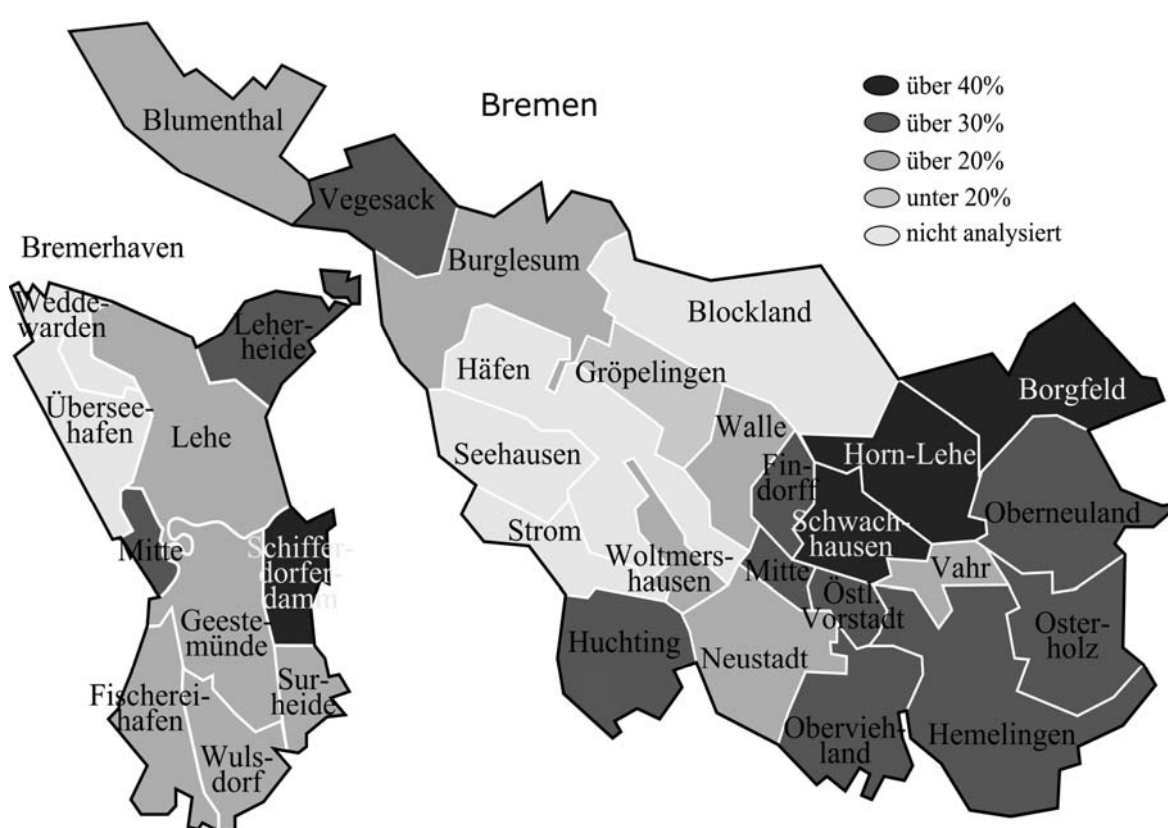 Bremen
über 40%
über 30%
über 20%
unter 20%
nicht analysiert
Blumenthal
Vegesack
Burglesum
Bremerhaven
Wedde-
warden
Leher-
heide
Blockland
Häfen
Gröpelingen
Borgfeld
Übersee-
hafen
Lehe
Walle
Seehausen
Fin-
dorff
Horn-Lehe
Oberneuland
Strom
Schwach-
hausen
Mitte
Schiffer-
dorfer-
damm
Woltmers-
hausen
Mitte
Östl.
Vorstadt
Vahr
Geeste-
münde
Huchting
Neustadt
Oster-
holz
Fischerei-
hafen
Sur-
heide
Obervieh-
land
Hemelingen
Wuls-
dorf